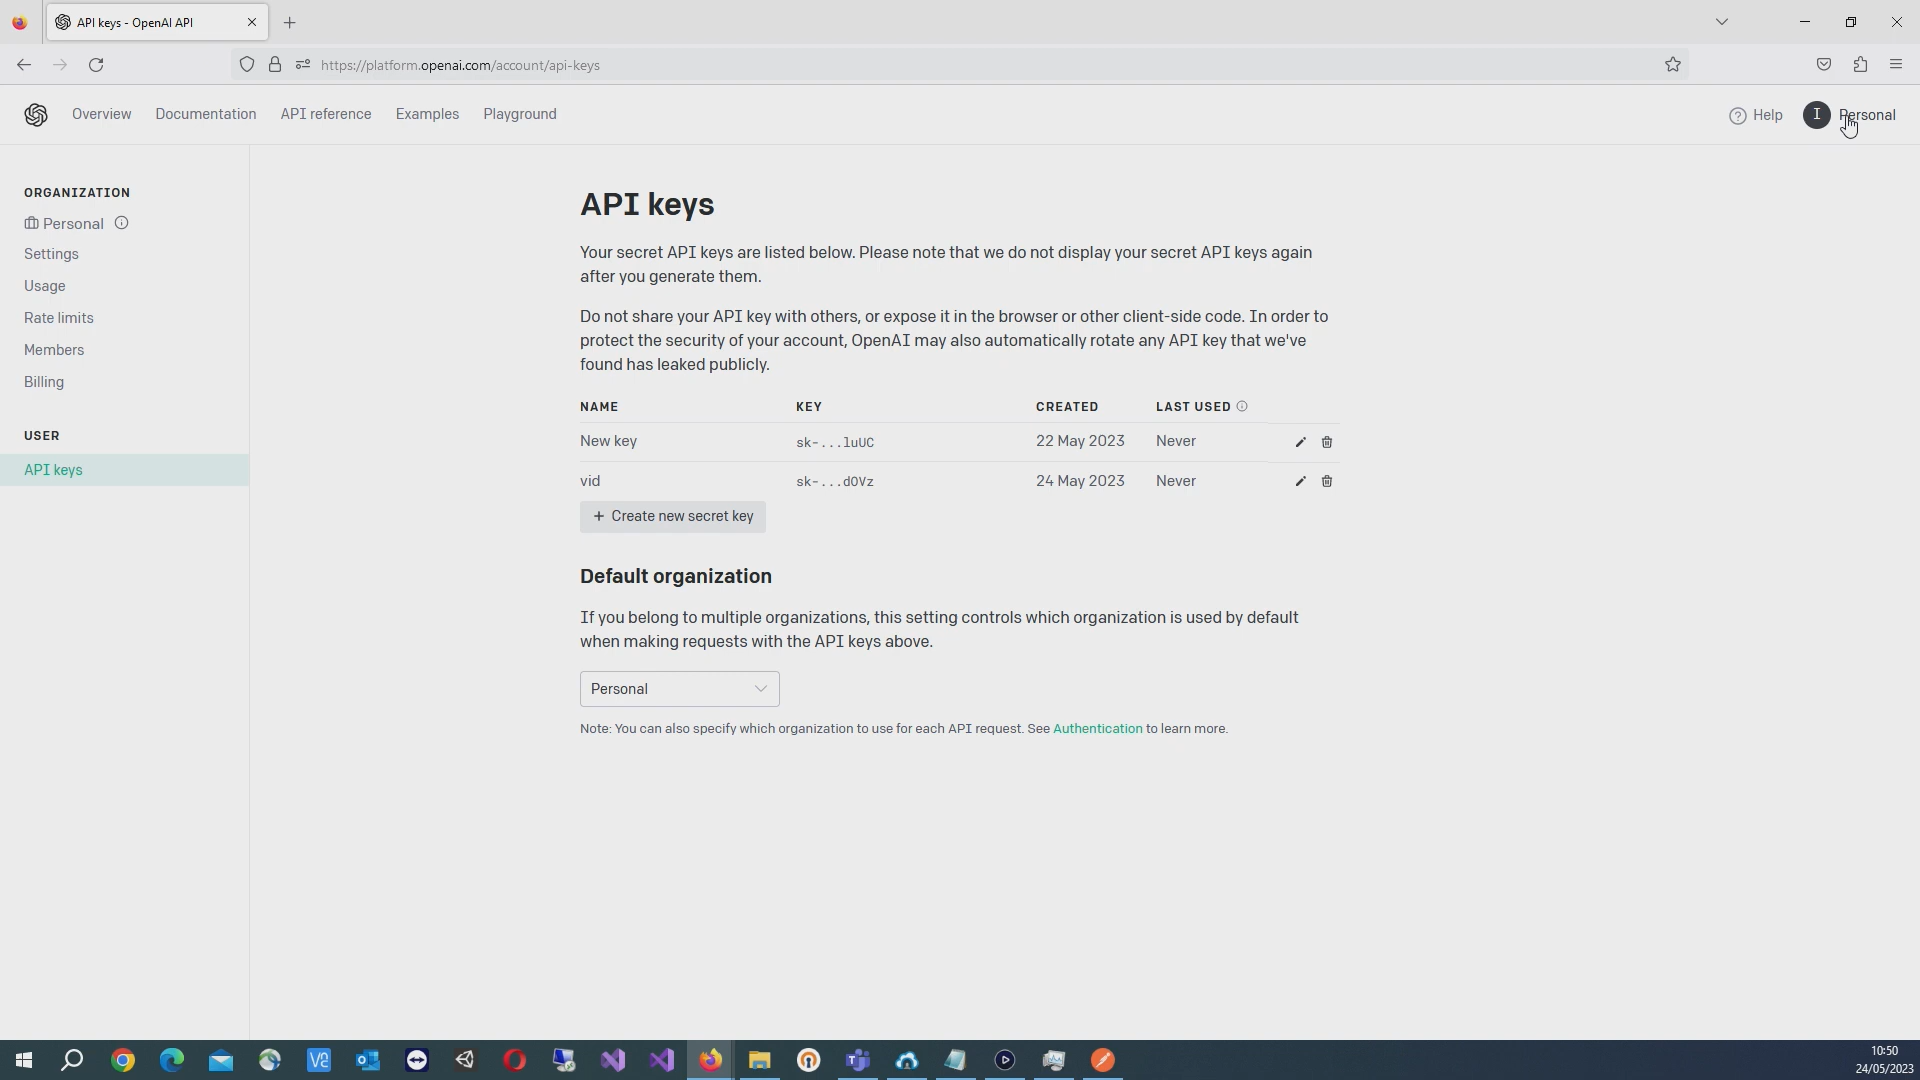 API keys - OpenAI API
https://platform.openai.com/account/api-keys
Overview Documentation API reference Examples Playground
Help I Personal
ORGANIZATION
Personal
Settings
Usage
Rate limits
Members
Billing
USER
API keys
API keys
Your secret API keys are listed below. Please note that we do not display your secret API keys again
after you generate them.
Do not share your API key with others, or expose it in the browser or other client-side code. In order to
protect the security of your account, OpenAI may also automatically rotate any API key that we've
found has leaked publicly.
NAME KEY CREATED LAST USED
New key sk-...luUC 22 May 2023 Never
vid sk-...dOVz 24 May 2023 Never
+ Create new secret key
Default organization
If you belong to multiple organizations, this setting controls which organization is used by default
when making requests with the API keys above.
Personal
Note: You can also specify which organization to use for each API request. See Authentication to learn more.
10:50
24/05/2023